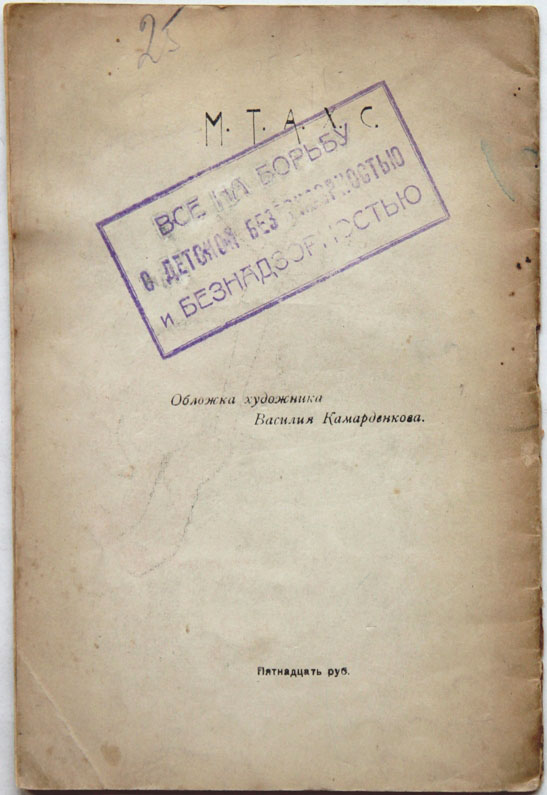 25
М. Т. А. Х. С.
ВСЕ НА БОРЬБУ
С ДЕТСКОЙ БЕСПРИЗОРНОСТЬЮ
и БЕЗНАДЗОРНОСТЬЮ
Обложка художника
Василия Камарденкова.
Пятнадцать руб.